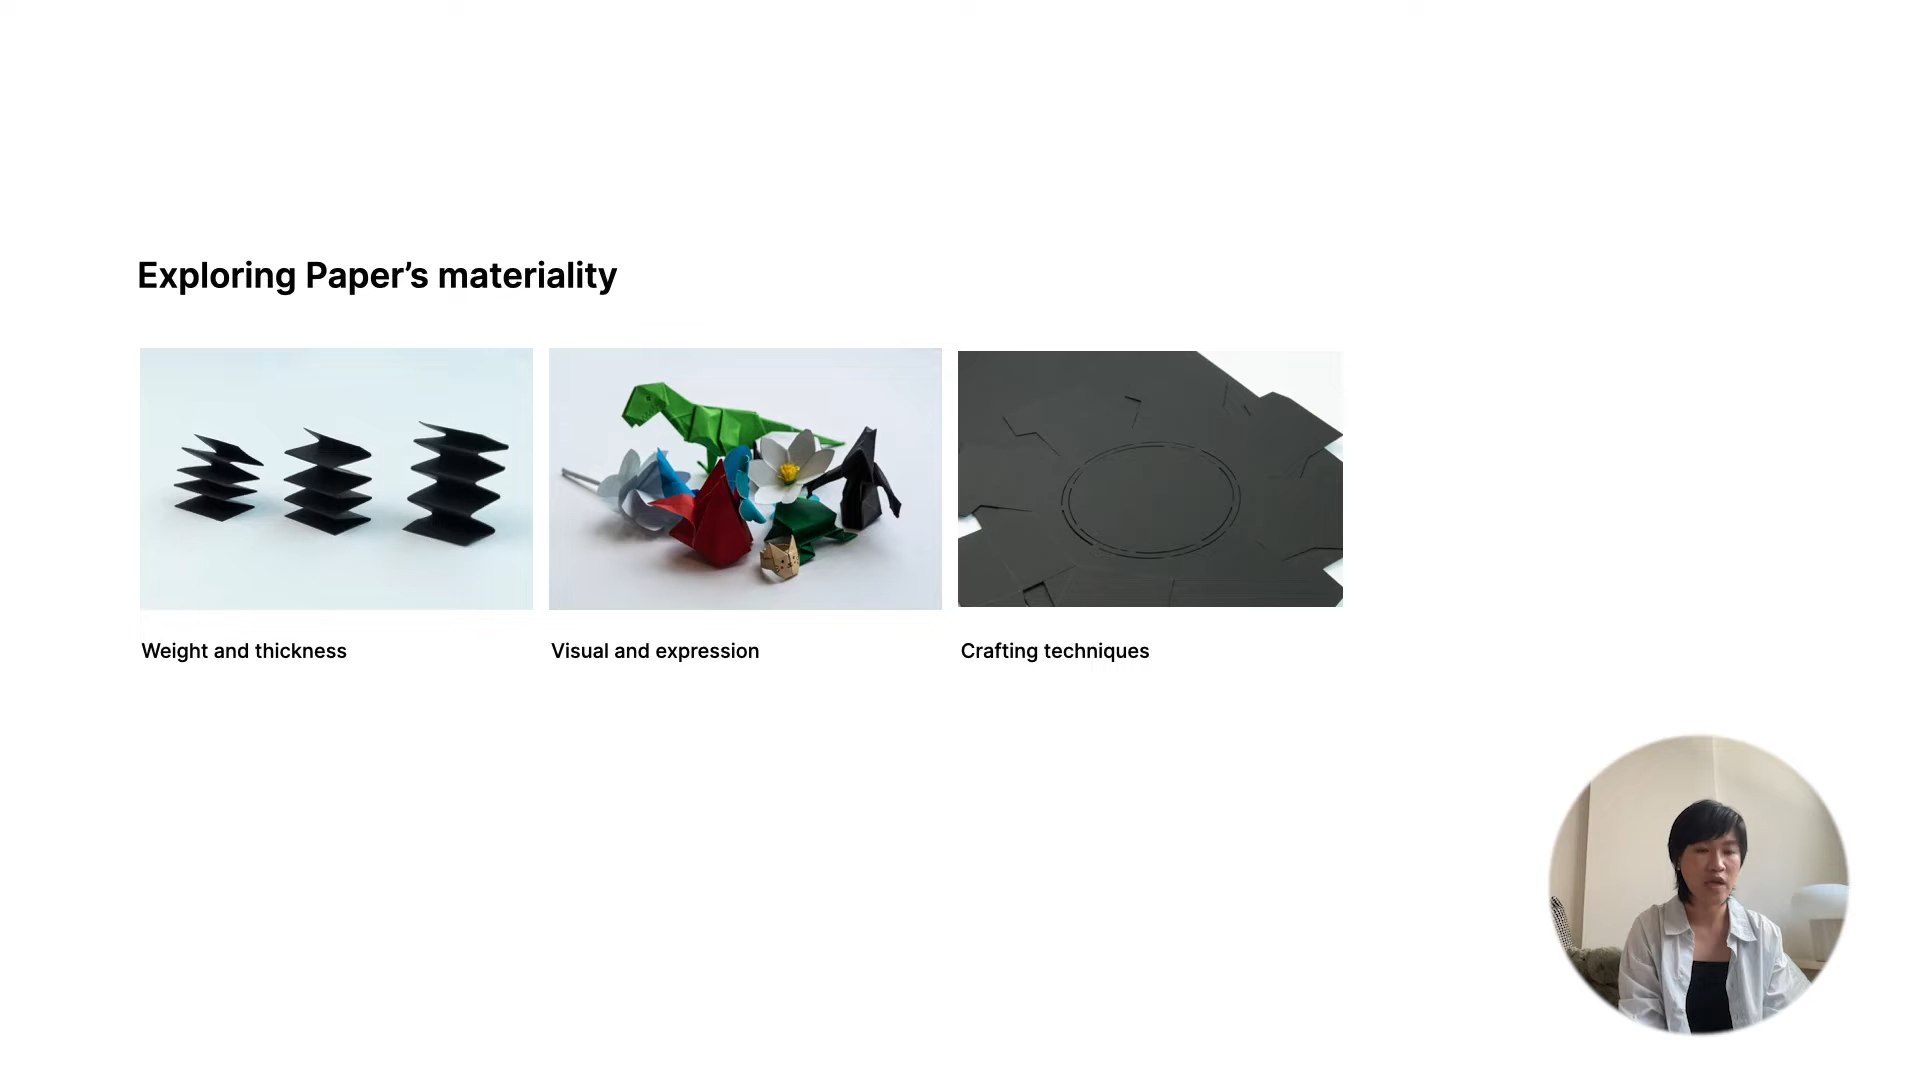 Exploring Paper’s materiality
Weight and thickness
Visual and expression
Crafting techniques